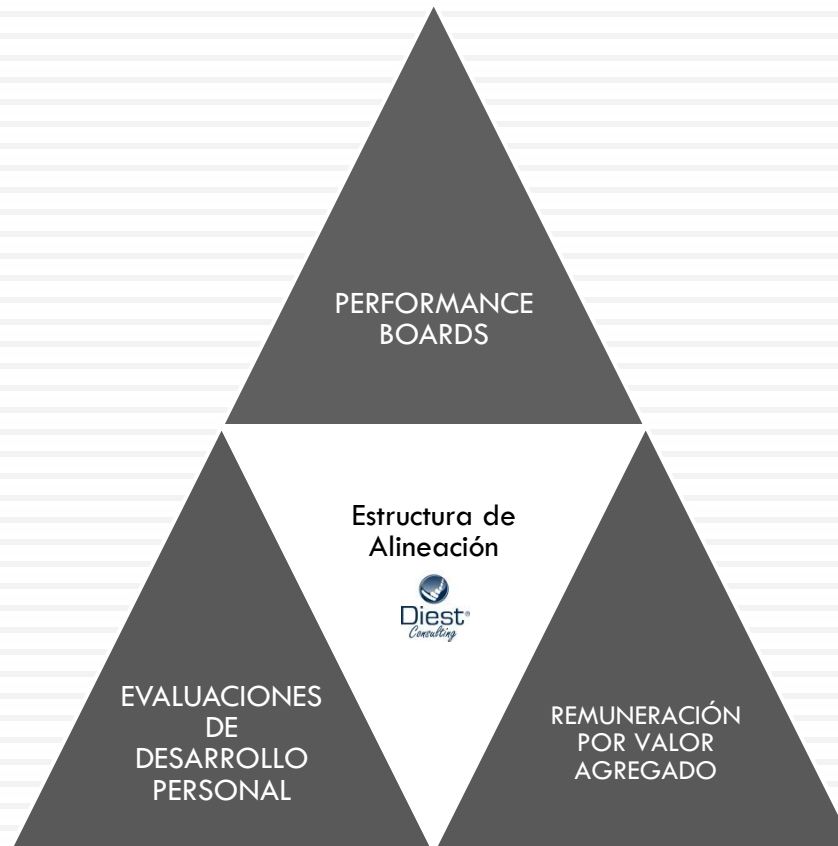 PERFORMANCE
BOARDS
Estructura de
Alineación
Diest®
Consulting
EVALUACIONES
DE
DESARROLLO
PERSONAL
REMUNERACIÓN
POR VALOR
AGREGADO